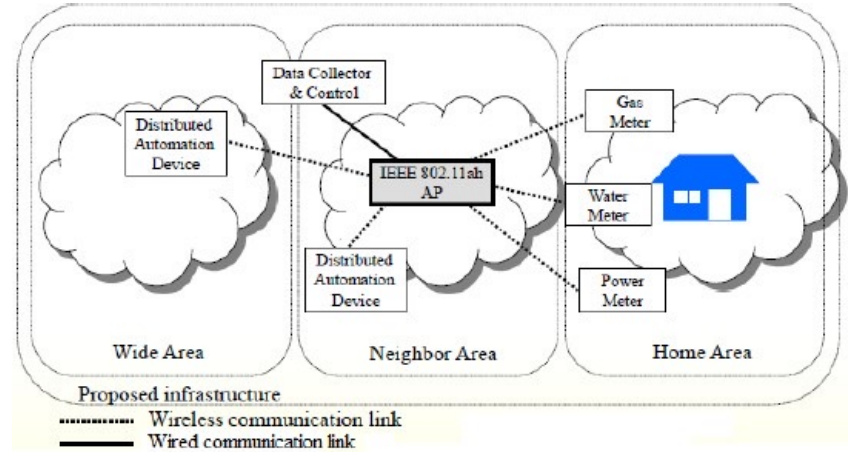 Data Collector
& Control
Distributed
Automation
Device
Gas
Meter
IEEE 802.11ah
AP
Water
Meter
Distributed
Automation
Device
Power
Meter
Wide Area
Neighbor Area
Home Area
Proposed infrastructure
Wireless communication link
Wired communication link